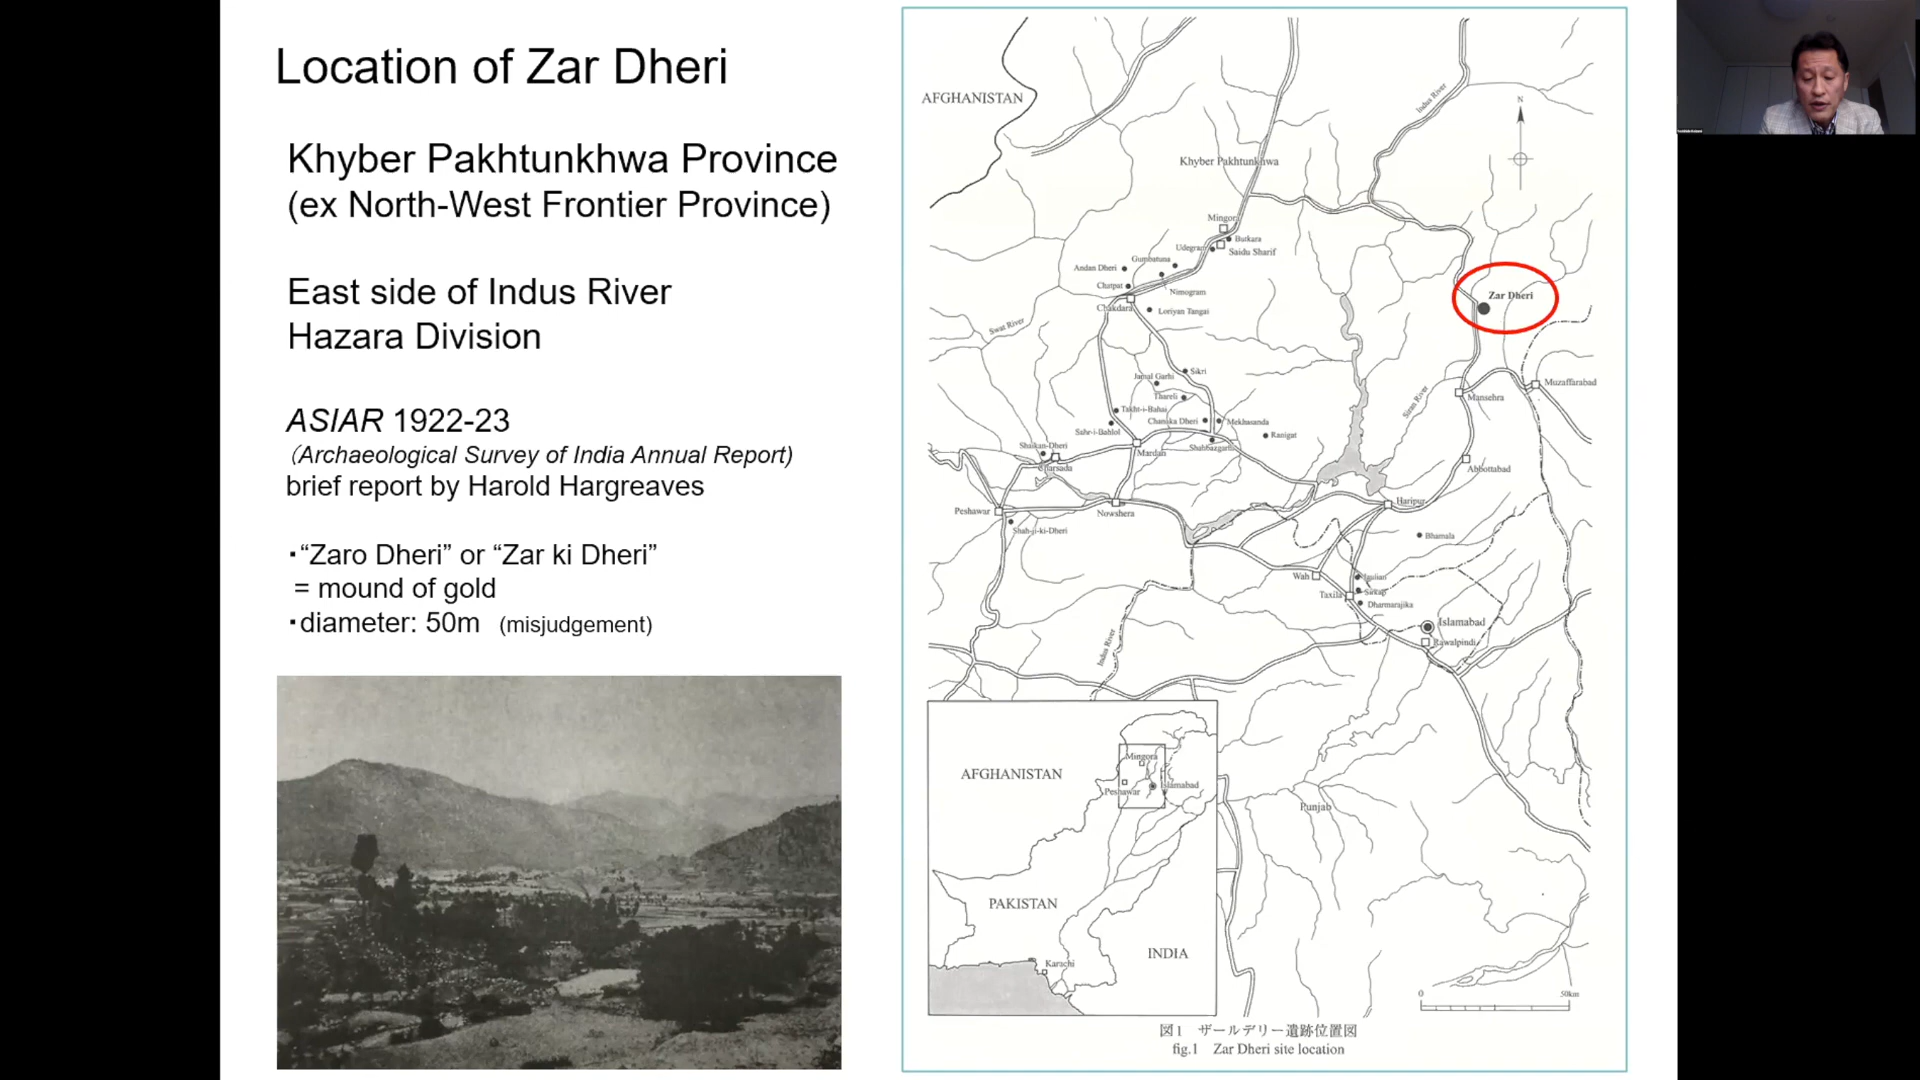 Location of Zar Dheri
Khyber Pakhtunkhwa Province
(ex North-West Frontier Province)
East side of Indus River
Hazara Division
ASIAR 1922-23
(Archaeological Survey of India Annual Report)
brief report by Harold Hargreaves
・“Zaro Dheri” or “Zar ki Dheri”
= mound of gold
・diameter: 50m (misjudgement)
AFGHANISTAN
Indus River
N
Khyber Pakhtunkhwa
Mingora
Butkara
Udegram
Saidu Sharif
Gumbatuna
Andan Dheri
Chatpat
Nimogram
Zar Dheri
Chakdara
Loriyan Tangai
Swat River
Sikri
Jamal Garhi
Muzaffarabad
Thareli
Siran River
Mansehra
Takht-i-Bahai
Chanaka Dheri
Mekhasanda
Sahr-i-Bahlol
Ranigat
Shaikan-Dheri
Mardan
Shahbazgarhi
Charsada
Abbottabad
Haripur
Peshawar
Nowshera
Shah-ji-ki-Dheri
Bhamala
Wah
Sirkap
Taxila
Dharmarajika
Islamabad
Rawalpindi
Indus River
AFGHANISTAN
Mingora
Peshawar
Islamabad
Punjab
PAKISTAN
INDIA
Karachi
0 50km
図1 ザールデリー遺跡位置図
fig.1 Zar Dheri site location